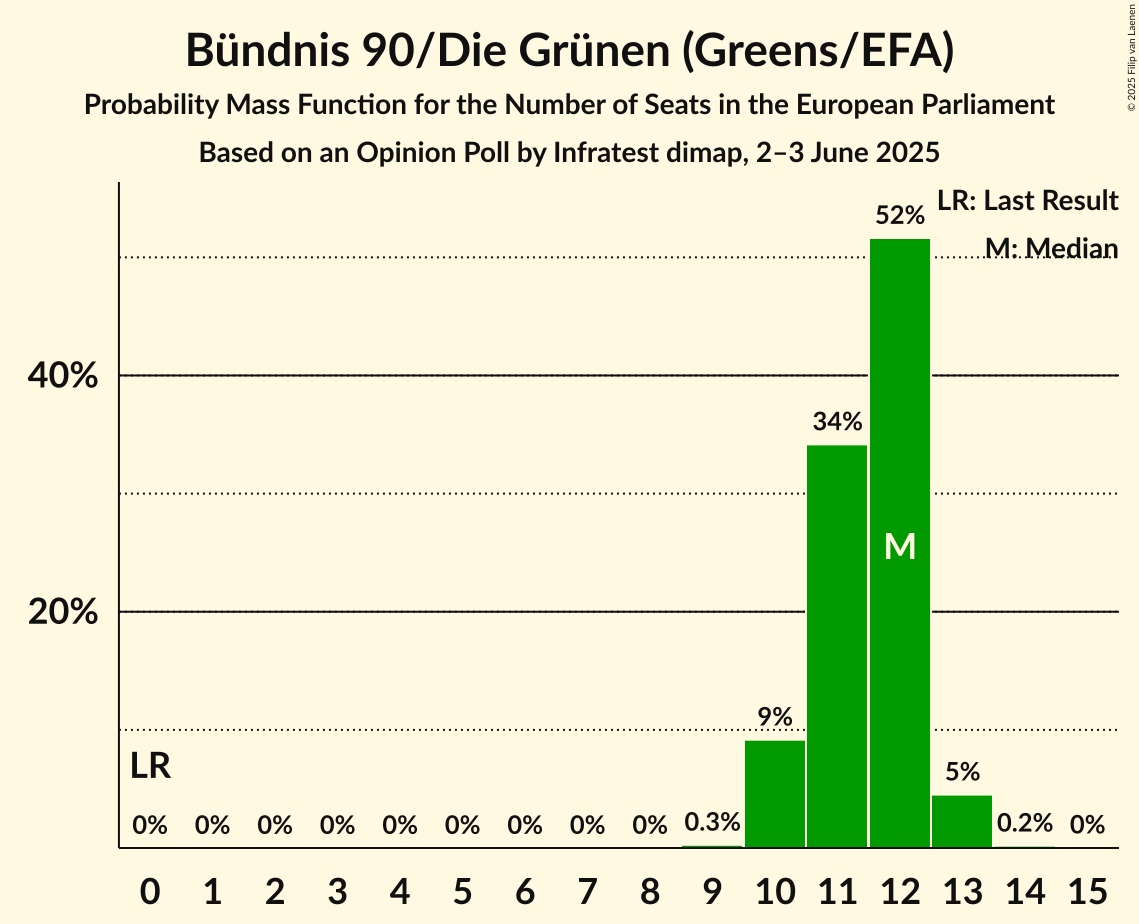 Bündnis 90/Die Grünen (Greens/EFA)
Probability Mass Function for the Number of Seats in the European Parliament
Based on an Opinion Poll by Infratest dimap, 2–3 June 2025
© 2025 Filip van Laenen
LR: Last Result
M: Median
52%
40%
34%
M
20%
9%
LR
5%
0% 0% 0% 0% 0% 0% 0% 0% 0% 0.3% 0.2% 0%
0 1 2 3 4 5 6 7 8 9 10 11 12 13 14 15